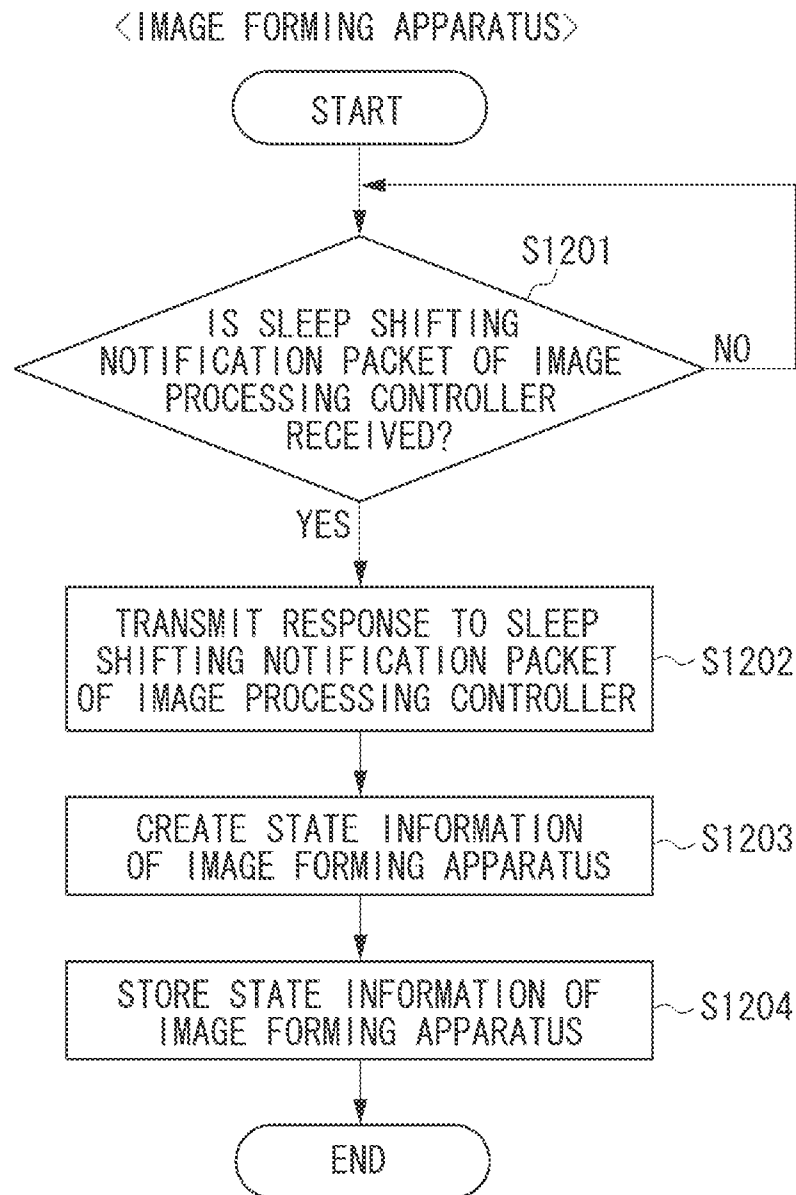 <IMAGE FORMING APPARATUS>
START
S1201
IS SLEEP SHIFTING
NOTIFICATION PACKET OF IMAGE
PROCESSING CONTROLLER
RECEIVED?
NO
YES
TRANSMIT RESPONSE TO SLEEP
SHIFTING NOTIFICATION PACKET
OF IMAGE PROCESSING CONTROLLER
S1202
CREATE STATE INFORMATION
OF IMAGE FORMING APPARATUS
S1203
STORE STATE INFORMATION OF
IMAGE FORMING APPARATUS
S1204
END